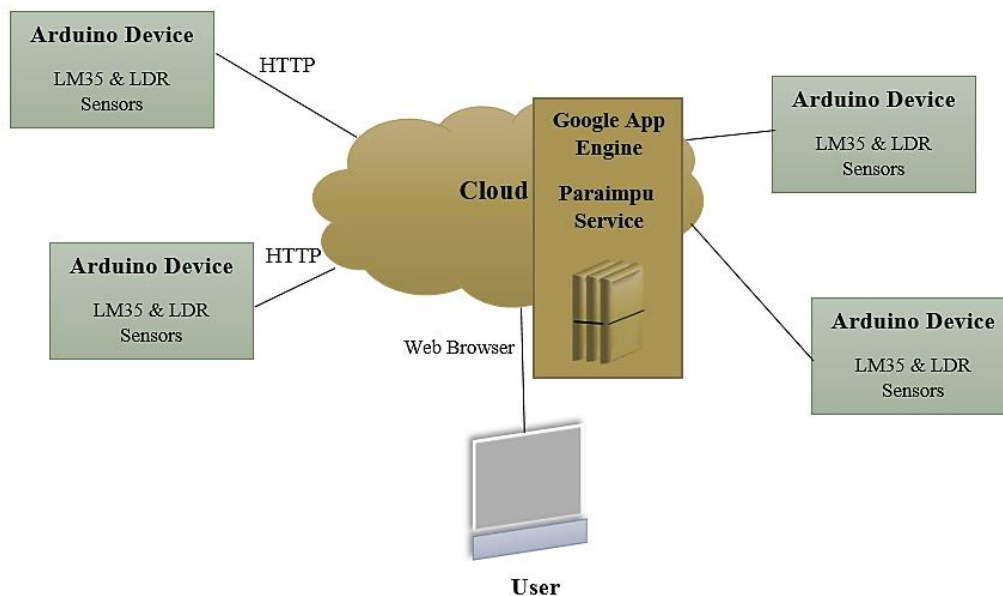 Arduino Device
LM35 & LDR
Sensors
HTTP
Google App
Engine
Paraimpu
Service
Cloud
Arduino Device
LM35 & LDR
Sensors
Arduino Device
LM35 & LDR
Sensors
HTTP
Arduino Device
LM35 & LDR
Sensors
Web Browser
User